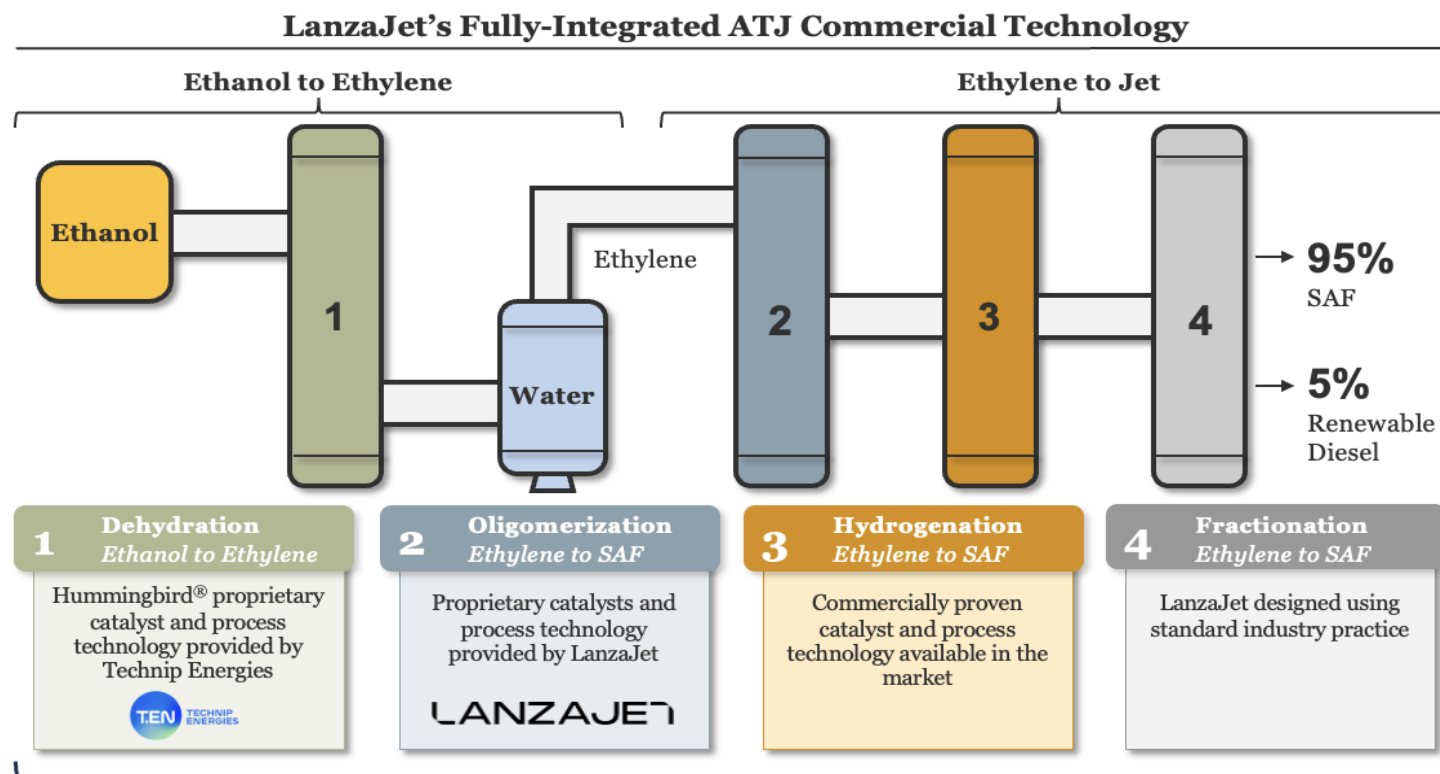 LanzaJet's Fully-Integrated ATJ Commercial Technology
Ethanol to Ethylene
Ethylene to Jet
Ethanol
1
Water
Ethylene
2
3
4
95%
SAF
5%
Renewable
Diesel
1
Dehydration
Ethanol to Ethylene
Hummingbird® proprietary
catalyst and process
technology provided by
Technip Energies
T.EN TECHNIP
ENERGIES
2
Oligomerization
Ethylene to SAF
Proprietary catalysts and
process technology
provided by LanzaJet
LANZAJET
3
Hydrogenation
Ethylene to SAF
Commercially proven
catalyst and process
technology available in the
market
4
Fractionation
Ethylene to SAF
LanzaJet designed using
standard industry practice